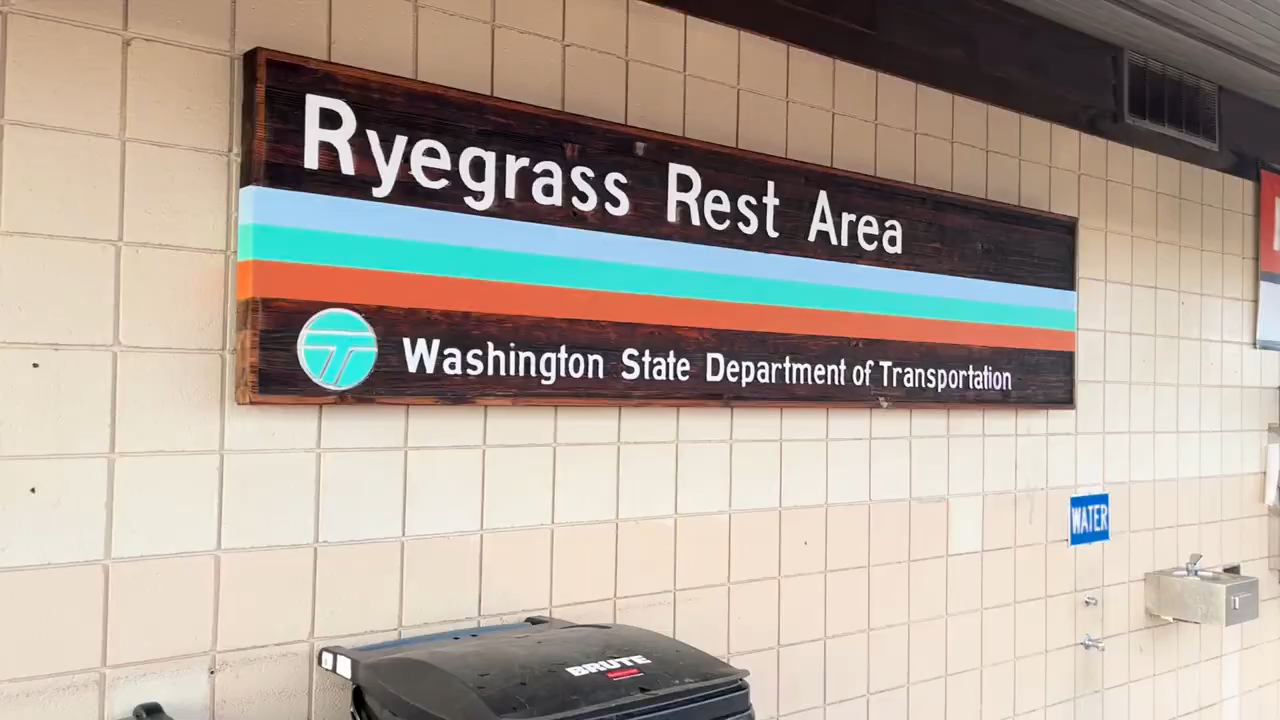 Ryegrass Rest Area
Washington State Department of Transportation
WATER
BRUTE